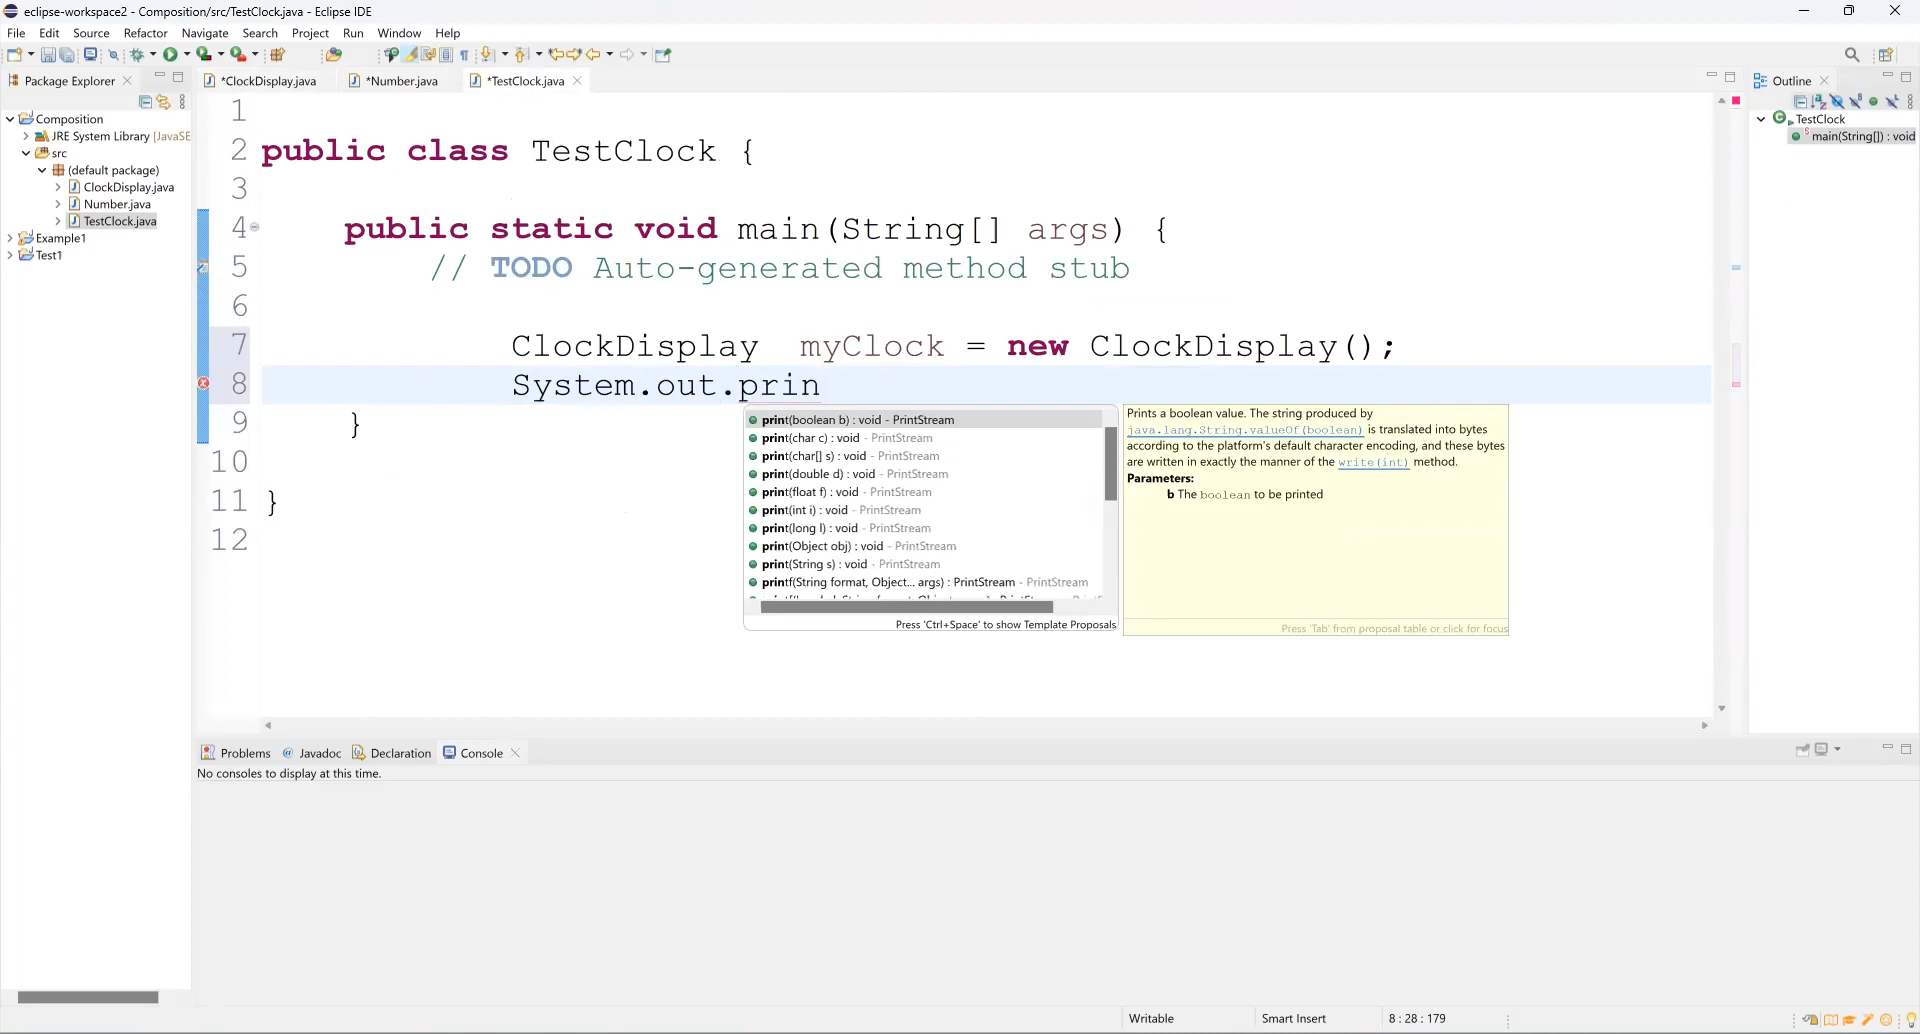 eclipse-workspace2 - Composition/src/TestClock.java - Eclipse IDE
File Edit Source Refactor Navigate Search Project Run Window Help
Package Explorer
*ClockDisplay.java
*Number.java
*TestClock.java
Outline
Composition
JRE System Library [JavaSE
src
(default package)
ClockDisplay.java
Number.java
TestClock.java
Example1
Test1
1
2 public class TestClock {
3
4 public static void main(String[] args) {
5 // TODO Auto-generated method stub
6
7 ClockDisplay myClock = new ClockDisplay();
8 System.out.prin
9 }
10
11 }
12
print(boolean b) : void - PrintStream
print(char c) : void - PrintStream
print(char[] s) : void - PrintStream
print(double d) : void - PrintStream
print(float f) : void - PrintStream
print(int i) : void - PrintStream
print(long l) : void - PrintStream
print(Object obj) : void - PrintStream
print(String s) : void - PrintStream
printf(String format, Object... args) : PrintStream - PrintStream
Press 'Ctrl+Space' to show Template Proposals
Prints a boolean value. The string produced by
java.lang.String.valueOf(boolean) is translated into bytes
according to the platform's default character encoding, and these bytes
are written in exactly the manner of the write(int) method.
Parameters:
b The boolean to be printed
Press 'Tab' from proposal table or click for focus
TestClock
main(String[]) : void
Problems
@ Javadoc
Declaration
Console
No consoles to display at this time.
Writable
Smart Insert
8 : 28 : 179